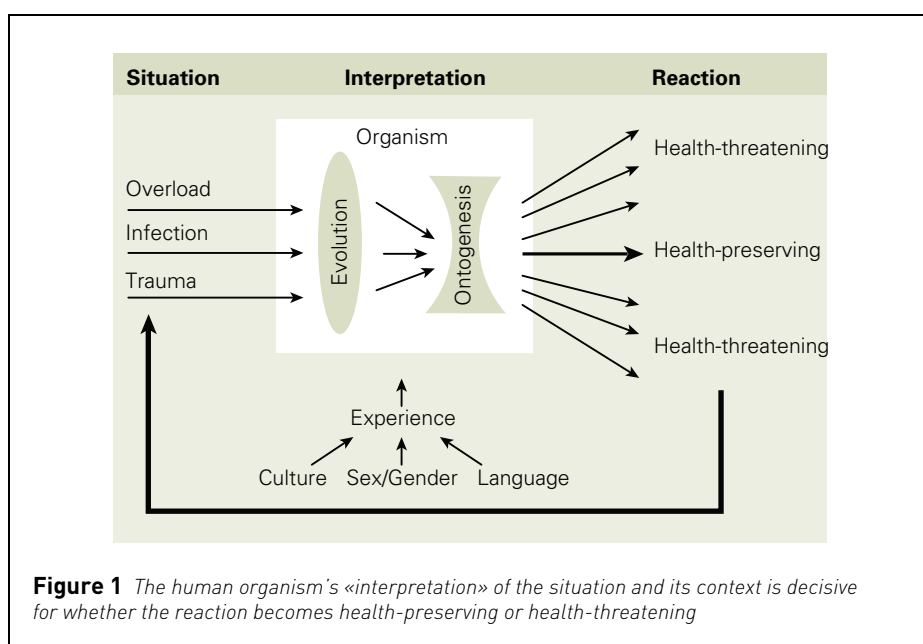 Situation Interpretation Reaction
Organism
Overload
Infection
Trauma
Evolution
Ontogenesis
Health-threatening
Health-preserving
Health-threatening
Experience
Culture Sex/Gender Language
Figure 1 The human organism's «interpretation» of the situation and its context is decisive
for whether the reaction becomes health-preserving or health-threatening